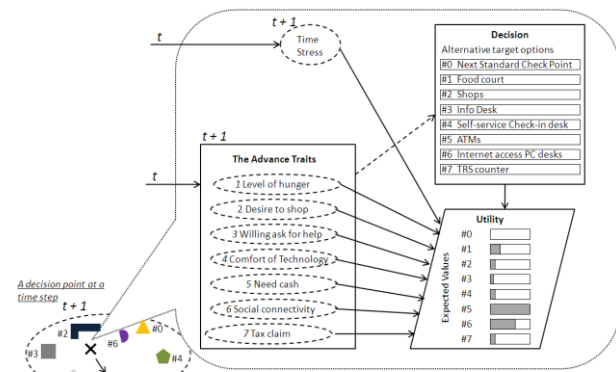 t + 1
t
Time
Stress
Decision
Alternative target options
#0 Next Standard Check Point
#1 Food court
#2 Shops
#3 Info Desk
#4 Self-service Check-in desk
#5 ATMs
#6 Internet access PC desks
#7 TRS counter
t + 1
t
The Advance Traits
1 Level of hunger
2 Desire to shop
3 Willing ask for help
4 Comfort of Technology
5 Need cash
6 Social connectivity
7 Tax claim
Utility
Expected Values
#0
#1
#2
#3
#4
#5
#6
#7
A decision point at a
time step
t + 1
#2
#6
#0
#3
#4